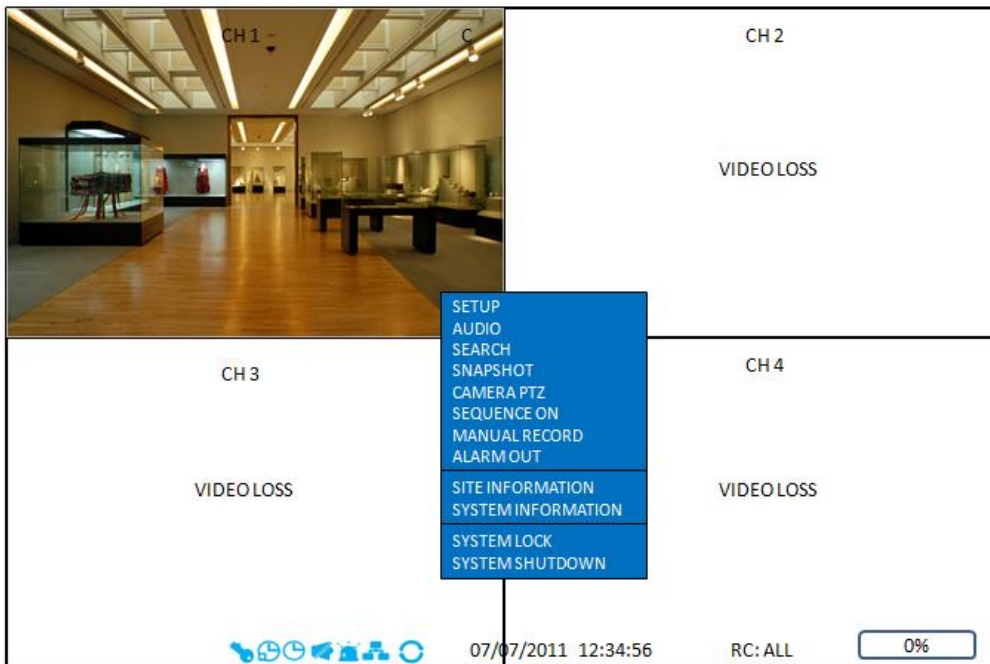 CH 1
C
CH 2
VIDEO LOSS
SETUP
AUDIO
SEARCH
SNAPSHOT
CAMERA PTZ
SEQUENCE ON
MANUAL RECORD
ALARM OUT
SITE INFORMATION
SYSTEM INFORMATION
SYSTEM LOCK
SYSTEM SHUTDOWN
CH 3
VIDEO LOSS
CH 4
VIDEO LOSS
07/07/2011 12:34:56 RC: ALL 0%